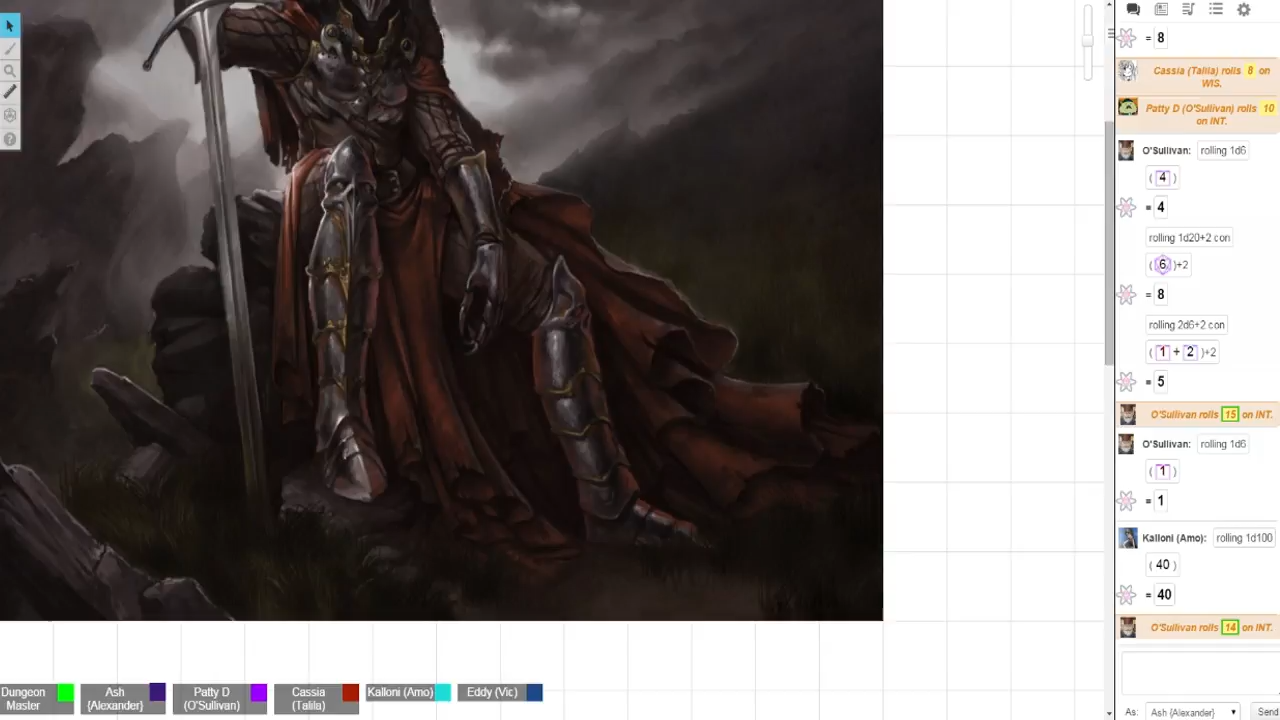 = 8
Cassia (Talila) rolls 8 on
WIS.
Patty D (O'Sullivan) rolls 10
on INT.
O'Sullivan: rolling 1d6
( 4 )
= 4
rolling 1d20+2 con
( 6 )+2
= 8
rolling 2d6+2 con
( 1 + 2 )+2
= 5
O'Sullivan rolls 15 on INT.
O'Sullivan: rolling 1d6
( 1 )
= 1
Kalloni (Amo): rolling 1d100
( 40 )
= 40
O'Sullivan rolls 14 on INT.
As: Ash {Alexander} Send
Dungeon
Master
Ash
{Alexander}
Patty D
(O'Sullivan)
Cassia
(Talila)
Kalloni (Amo)
Eddy (Vic)